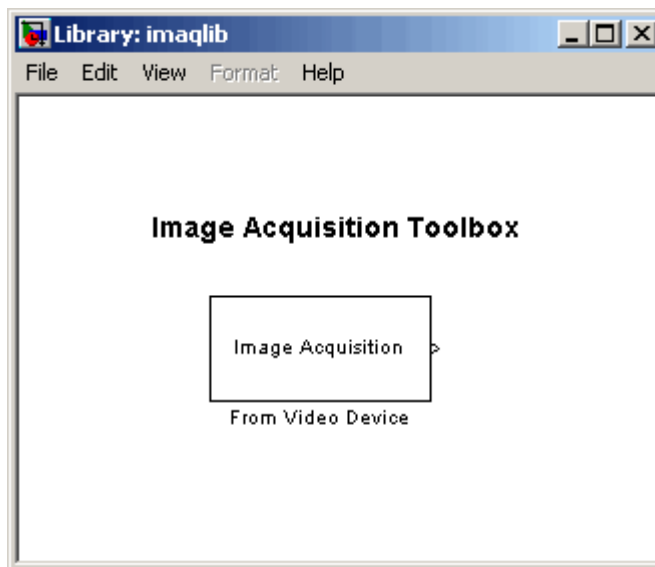 Library: imaqlib
File Edit View Format Help
Image Acquisition Toolbox
Image Acquisition
From Video Device